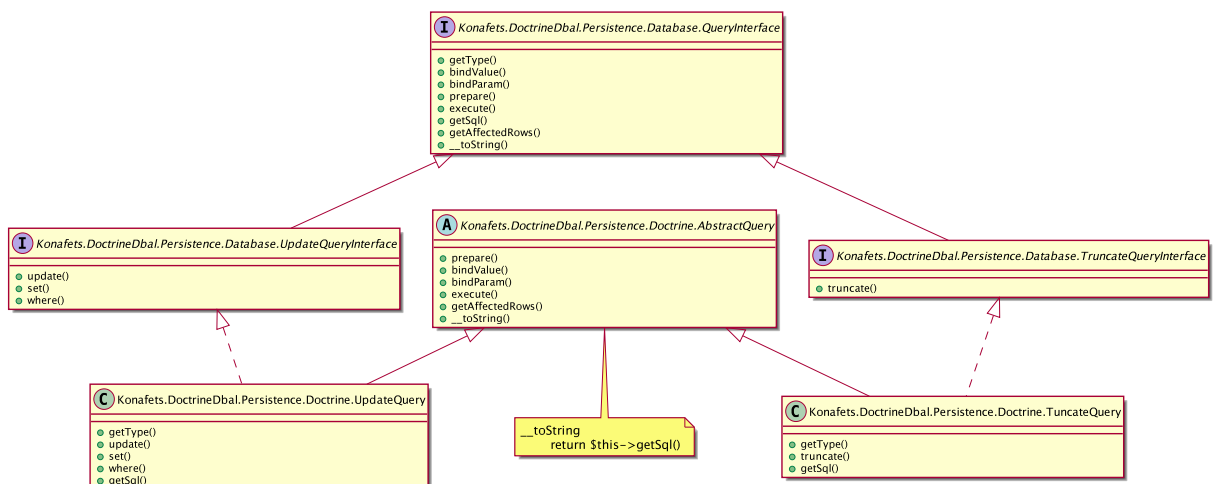 I Konafets.DoctrineDbal.Persistence.Database.QueryInterface
getType()
bindValue()
bindParam()
prepare()
execute()
getSql()
getAffectedRows()
__toString()
I Konafets.DoctrineDbal.Persistence.Database.UpdateQueryInterface
update()
set()
where()
A Konafets.DoctrineDbal.Persistence.Doctrine.AbstractQuery
prepare()
bindValue()
bindParam()
execute()
getAffectedRows()
__toString()
I Konafets.DoctrineDbal.Persistence.Database.TruncateQueryInterface
truncate()
C Konafets.DoctrineDbal.Persistence.Doctrine.UpdateQuery
getType()
update()
set()
where()
getSql()
__toString
return $this->getSql()
C Konafets.DoctrineDbal.Persistence.Doctrine.TuncateQuery
getType()
truncate()
getSql()